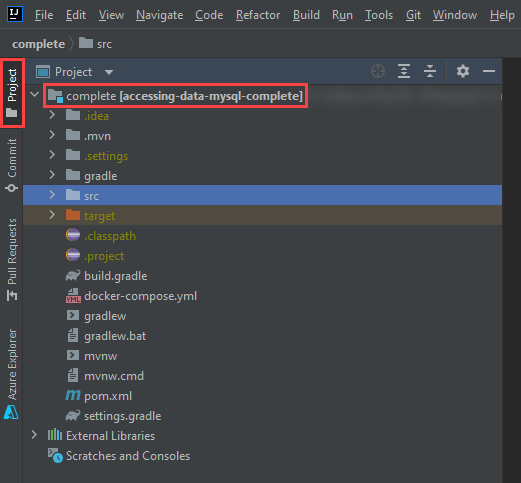 IJ File Edit View Navigate Code Refactor Build Run Tools Git Window Help
complete src
Project
Project
complete [accessing-data-mysql-complete]
.idea
.mvn
.settings
gradle
src
target
.classpath
.project
build.gradle
YML docker-compose.yml
gradlew
gradlew.bat
mvnw
mvnw.cmd
m pom.xml
settings.gradle
External Libraries
Scratches and Consoles
Commit
Pull Requests
Azure Explorer